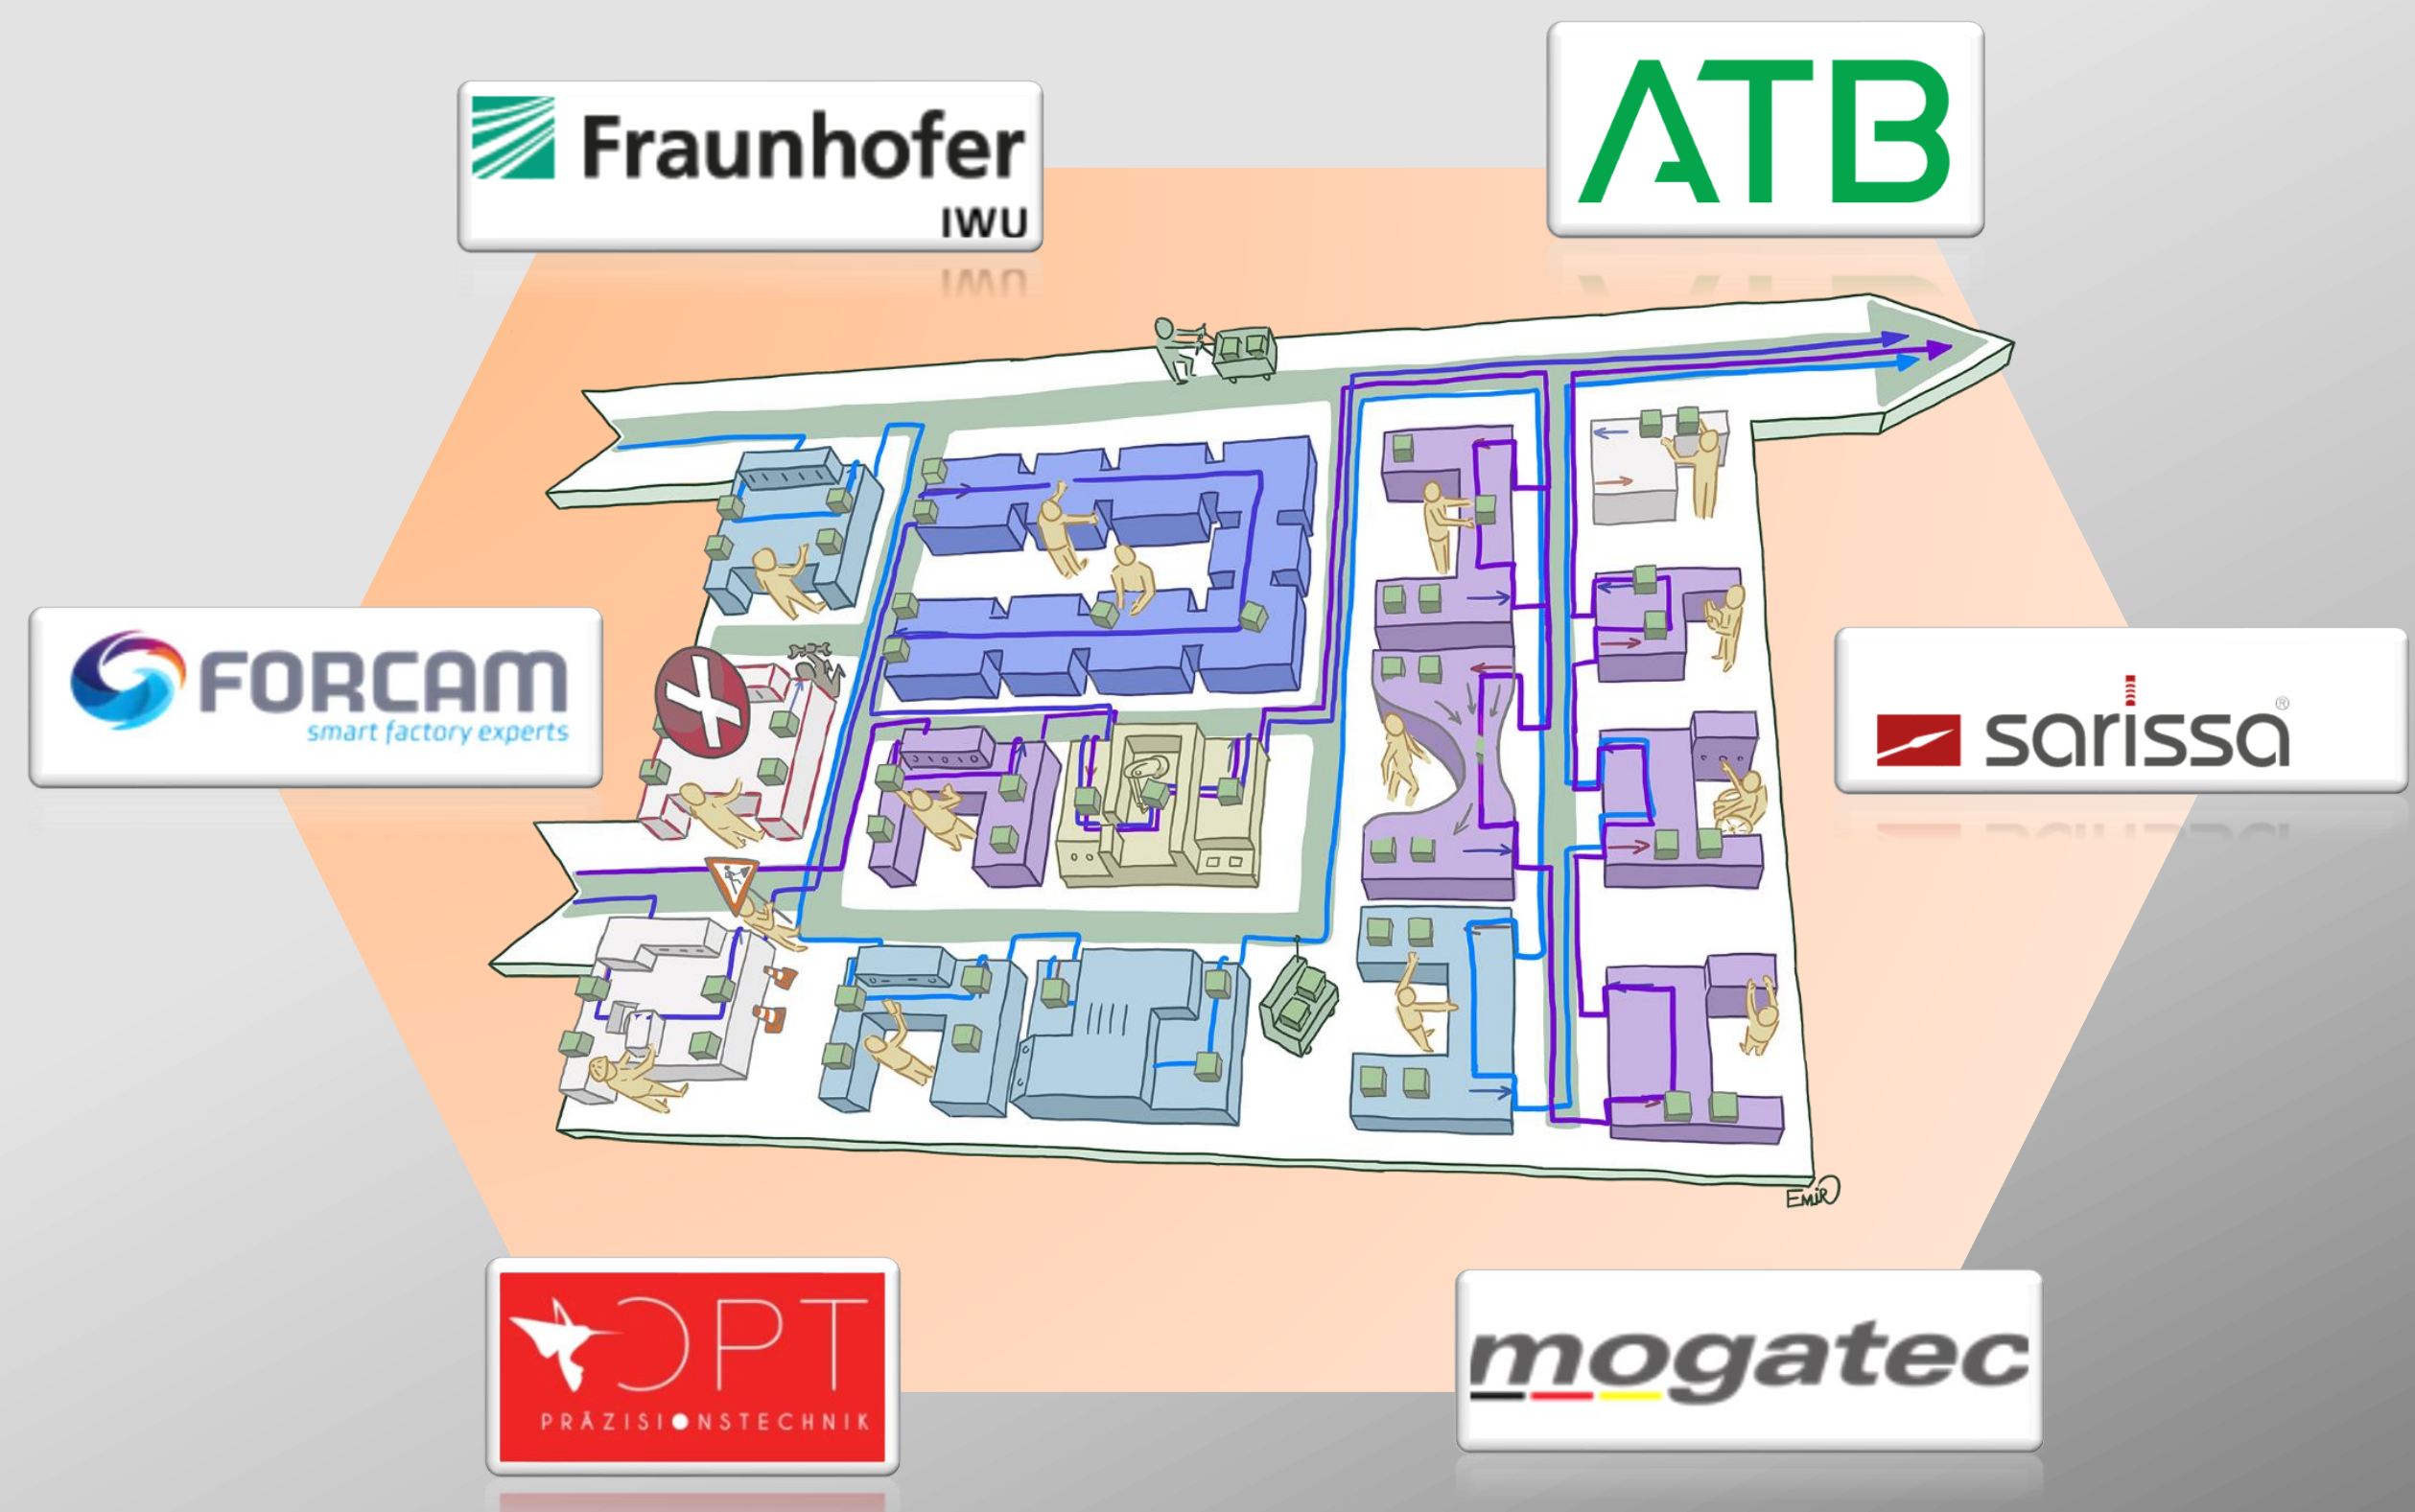 Fraunhofer
IWU
ATB
FORCAM
smart factory experts
sarissa®
OPT
PRÄZISIONSTECHNIK
mogatec
EMIR